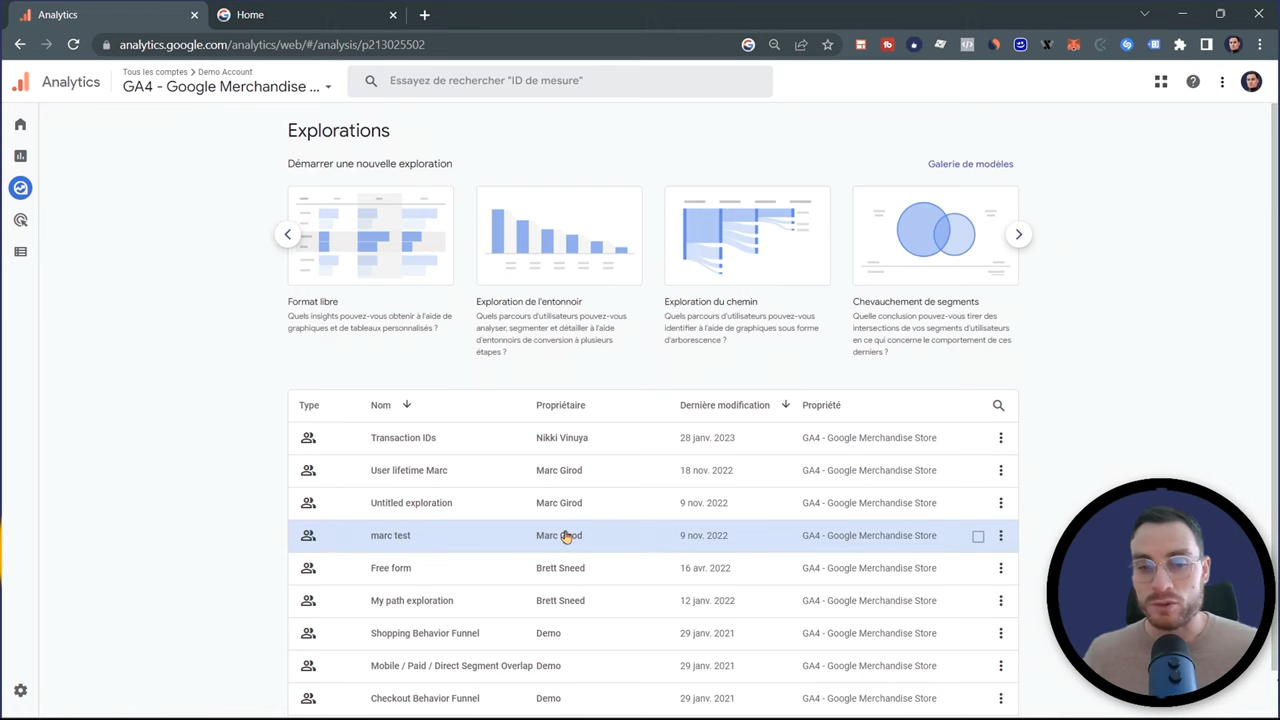 Analytics
Home
analytics.google.com/analytics/web/#/analysis/p213025502
Analytics
Tous les comptes > Demo Account
GA4 - Google Merchandise ...
Essayez de rechercher "ID de mesure"
Explorations
Démarrer une nouvelle exploration
Galerie de modèles
Format libre
Quels insights pouvez-vous obtenir à l'aide de
graphiques et de tableaux personnalisés ?
Exploration de l'entonnoir
Quels parcours d'utilisateurs pouvez-vous
analyser, segmenter et détailler à l'aide
d'entonnoirs de conversion à plusieurs
étapes ?
Exploration du chemin
Quels parcours d'utilisateurs pouvez-vous
identifier à l'aide de graphiques sous forme
d'arborescence ?
Chevauchement de segments
Quelle conclusion pouvez-vous tirer des
intersections de vos segments d'utilisateurs
en ce qui concerne le comportement de ces
derniers ?
Type Nom Propriétaire Dernière modification Propriété
Transaction IDs Nikki Vinuya 28 janv. 2023 GA4 - Google Merchandise Store
User lifetime Marc Marc Girod 18 nov. 2022 GA4 - Google Merchandise Store
Untitled exploration Marc Girod 9 nov. 2022 GA4 - Google Merchandise Store
marc test Marc Girod 9 nov. 2022 GA4 - Google Merchandise Store
Free form Brett Sneed 16 avr. 2022 GA4 - Google Merchandise Store
My path exploration Brett Sneed 12 janv. 2022 GA4 - Google Merchandise Store
Shopping Behavior Funnel Demo 29 janv. 2021 GA4 - Google Merchandise Store
Mobile / Paid / Direct Segment Overlap Demo 29 janv. 2021 GA4 - Google Merchandise Store
Checkout Behavior Funnel Demo 29 janv. 2021 GA4 - Google Merchandise Store